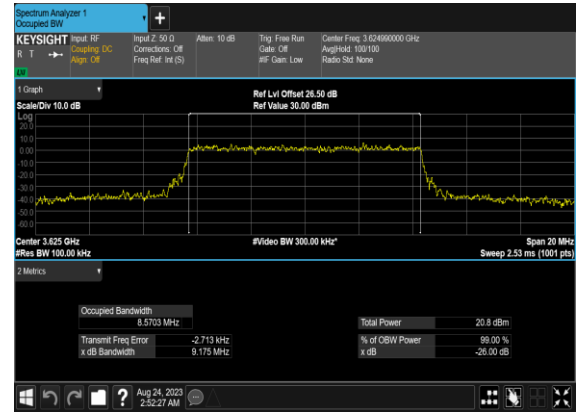 Spectrum Analyzer 1
Occupied BW
KEYSIGHT
R T
Input: RF
Coupling: DC
Align: Off
Input Z: 50 Ω
Corrections: Off
Freq Ref: Int (S)
Atten: 10 dB
Trig: Free Run
Gate: Off
#IF Gain: Low
Center Freq: 3.624990000 GHz
Avg|Hold: 100/100
Radio Std: None
1 Graph
Scale/Div 10.0 dB
Ref Lvl Offset 26.50 dB
Ref Value 30.00 dBm
Log
20.0
10.0
0.00
-10.0
-20.0
-30.0
-40.0
-50.0
-60.0
Center 3.625 GHz
#Res BW 100.00 kHz
#Video BW 300.00 kHz*
Span 20 MHz
Sweep 2.53 ms (1001 pts)
2 Metrics
Occupied Bandwidth
8.5703 MHz
Transmit Freq Error -2.713 kHz
x dB Bandwidth 9.175 MHz
Total Power 20.8 dBm
% of OBW Power 99.00 %
x dB -26.00 dB
?
Aug 24, 2023
2:52:27 AM